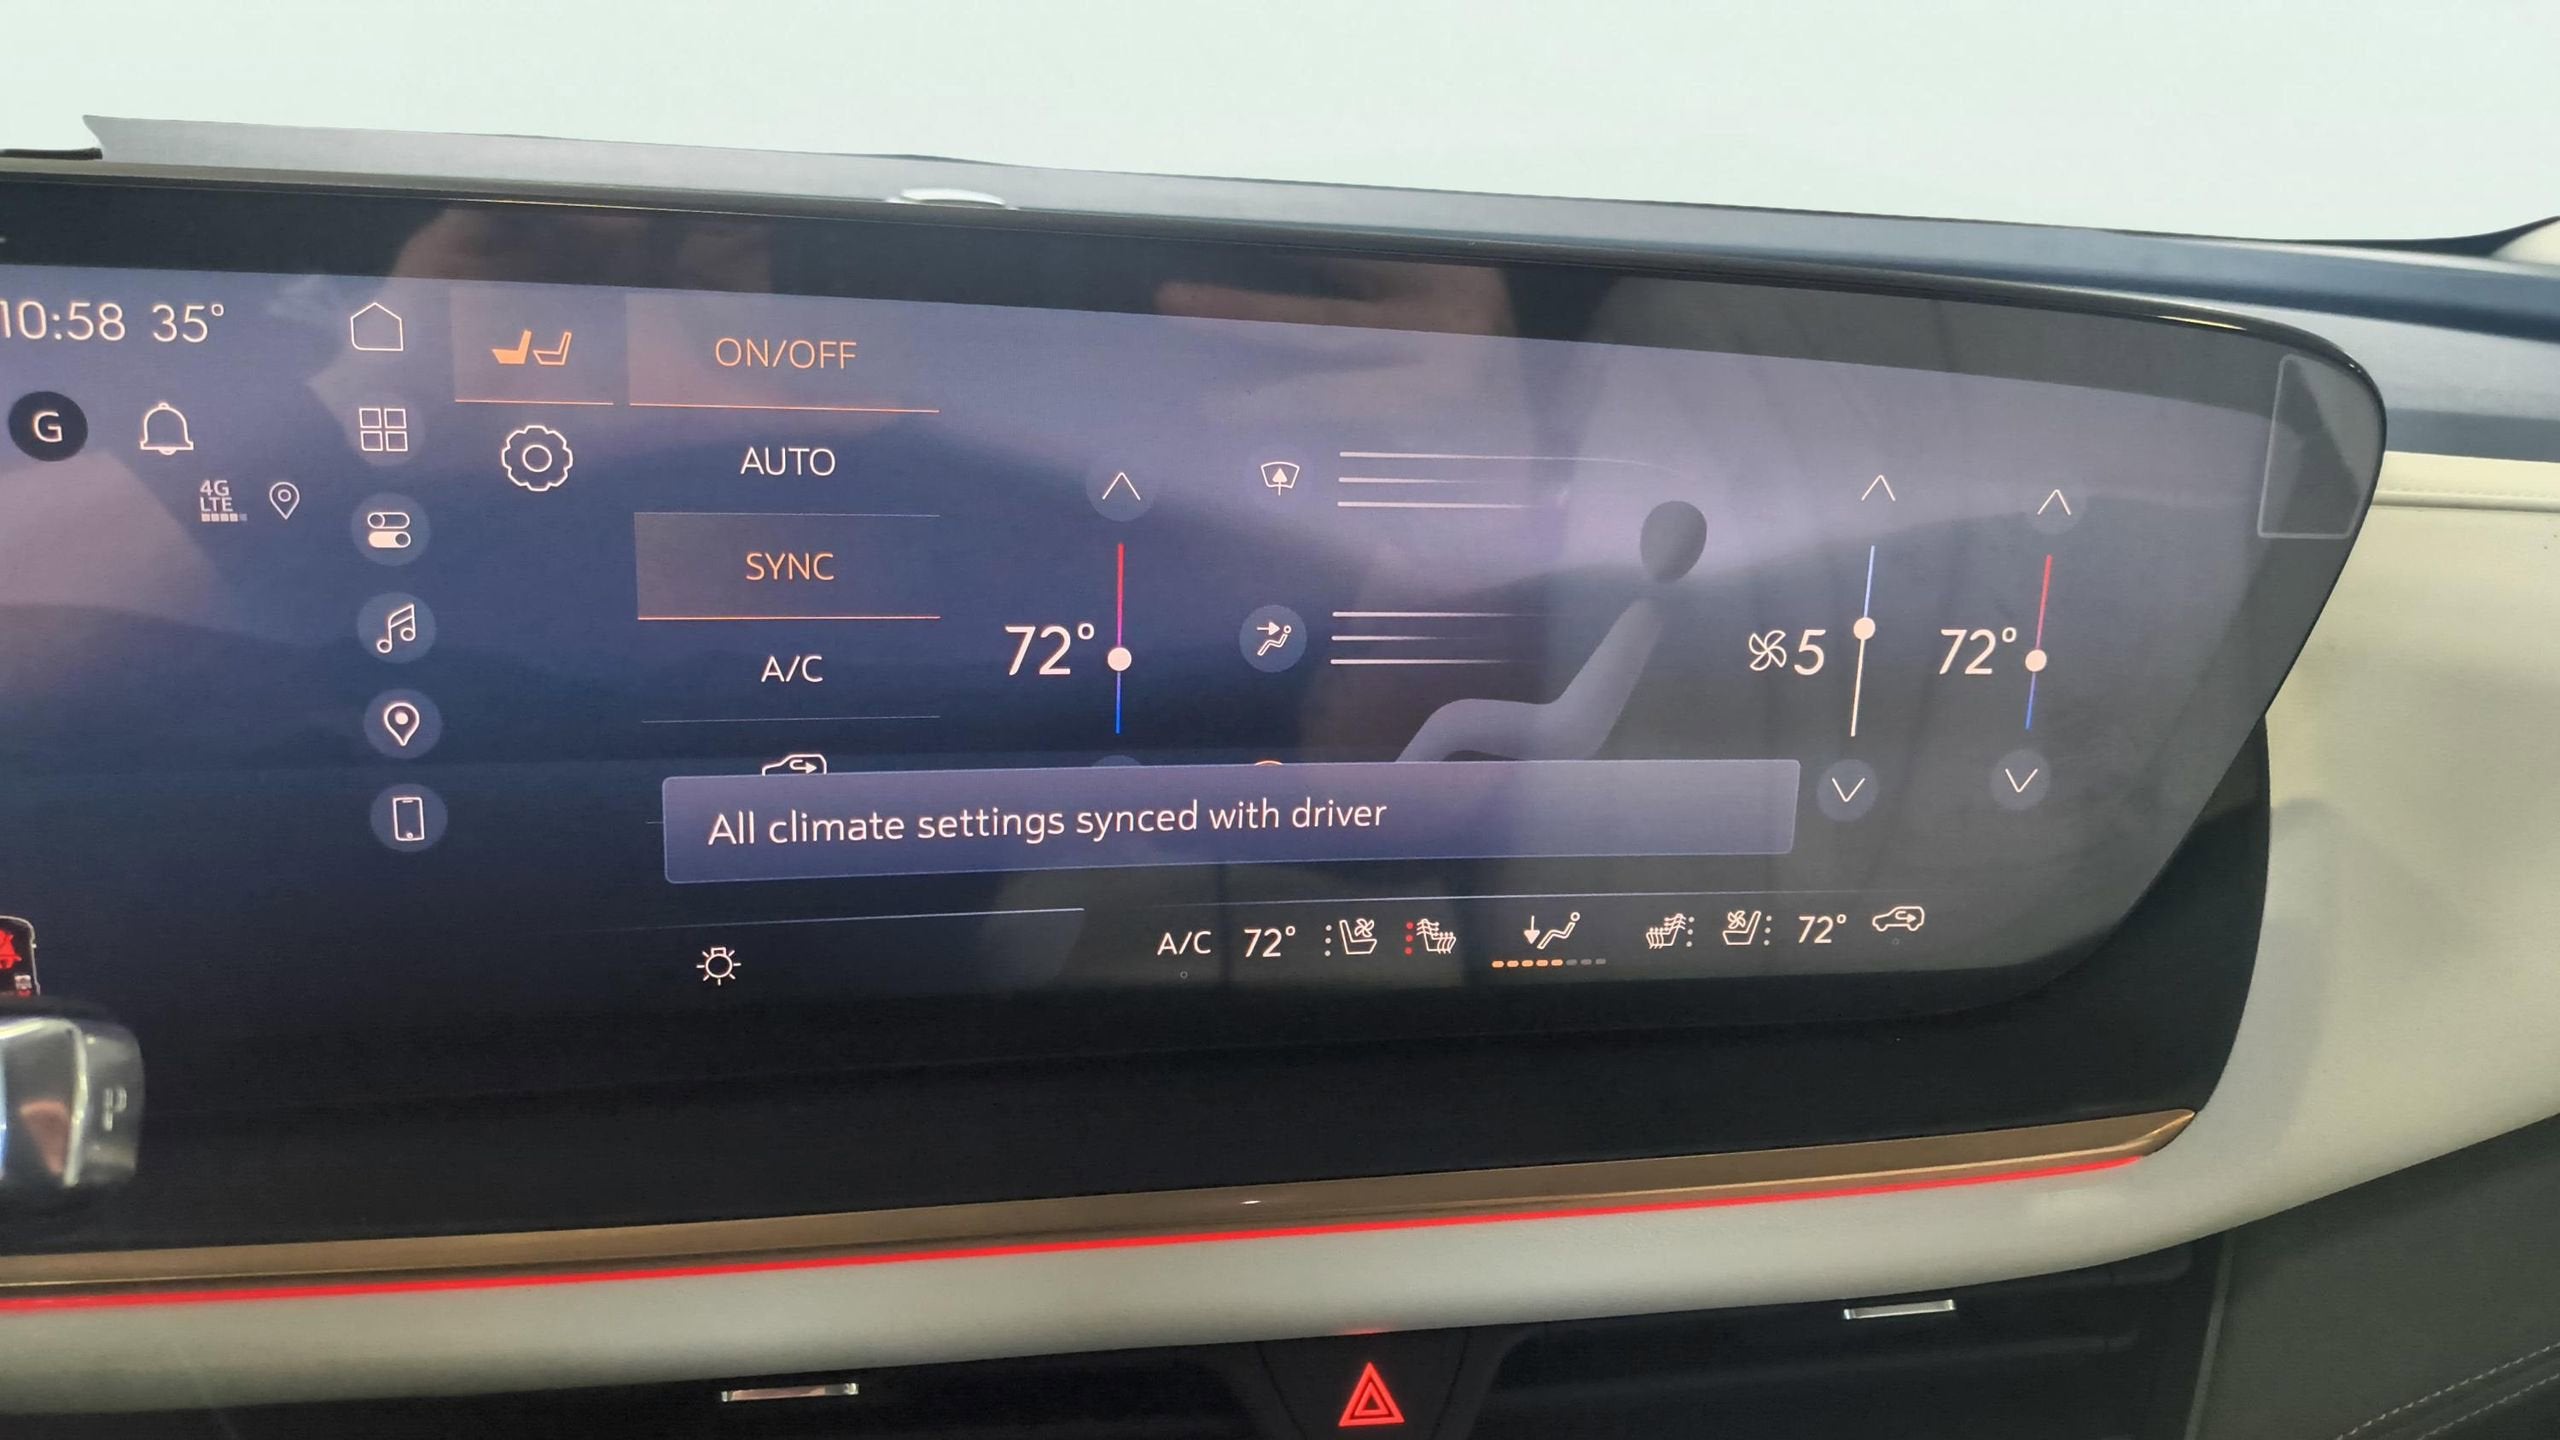 10:58 35°
G
4G
LTE
ON/OFF
AUTO
SYNC
A/C
72°
5
72°
All climate settings synced with driver
A/C 72° 72°
P